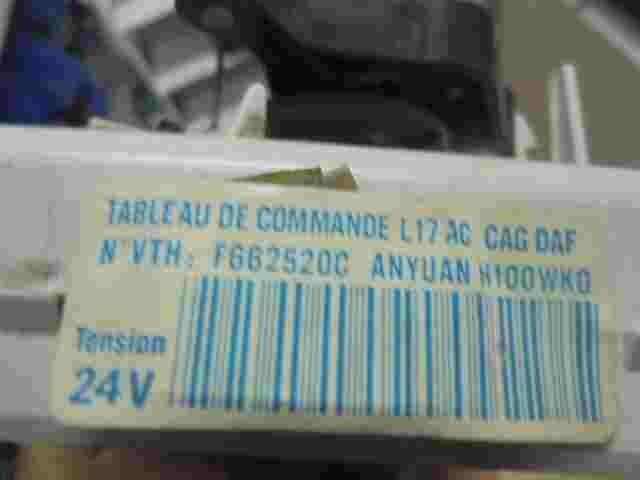 TABLEAU DE COMMANDE L17 AC CAG DAF
N° VTH: F662520C ANYUAN H100WK0
Tension
24V